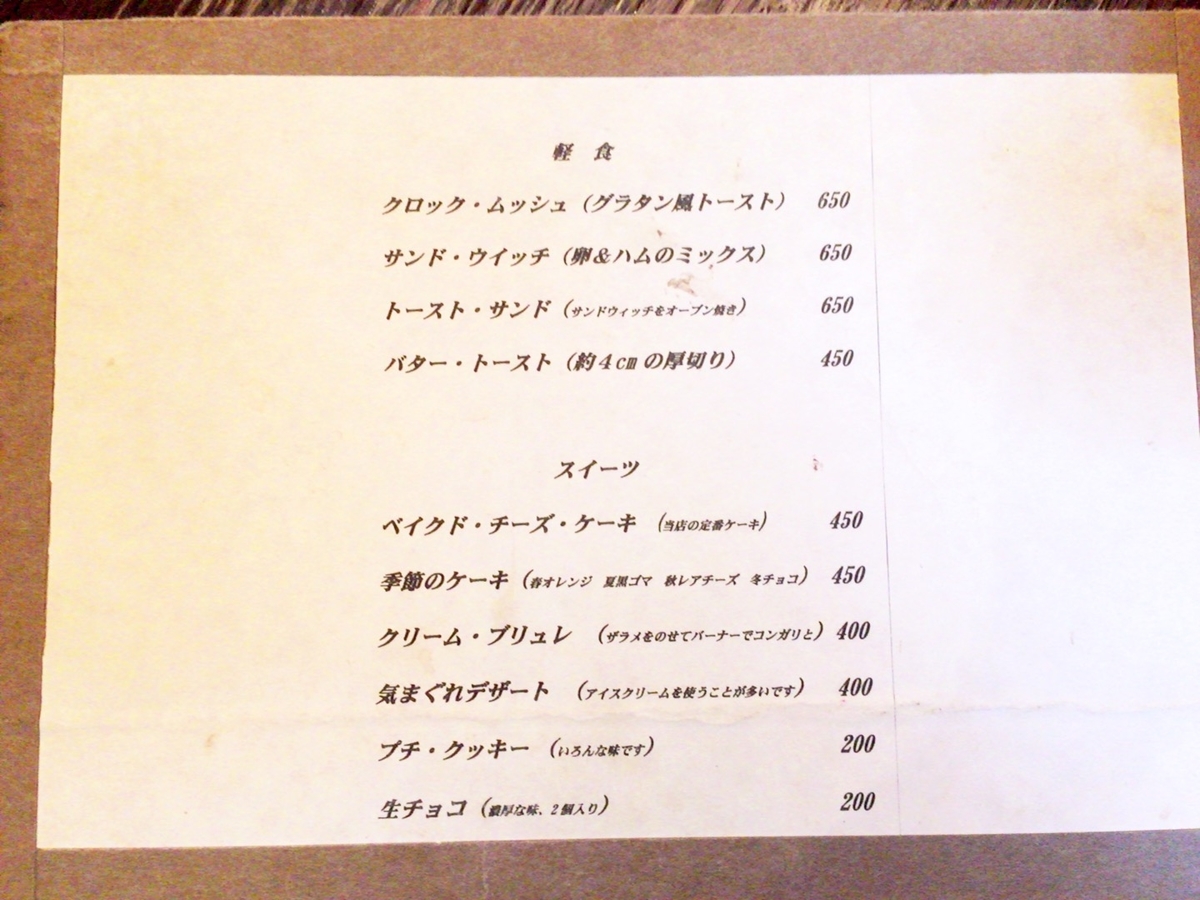 軽　食
クロック・ムッシュ（グラタン風トースト） 650
サンド・ウイッチ（卵＆ハムのミックス） 650
トースト・サンド（サンドウィッチをオーブン焼き） 650
バター・トースト（約４㎝の厚切り） 450
スイーツ
ベイクド・チーズ・ケーキ （当店の定番ケーキ） 450
季節のケーキ（春オレンジ　夏黒ゴマ　秋レアチーズ　冬チョコ） 450
クリーム・ブリュレ （ザラメをのせてバーナーでコンガリと） 400
気まぐれデザート （アイスクリームを使うことが多いです） 400
プチ・クッキー （いろんな味です） 200
生チョコ（濃厚な味、２個入り） 200